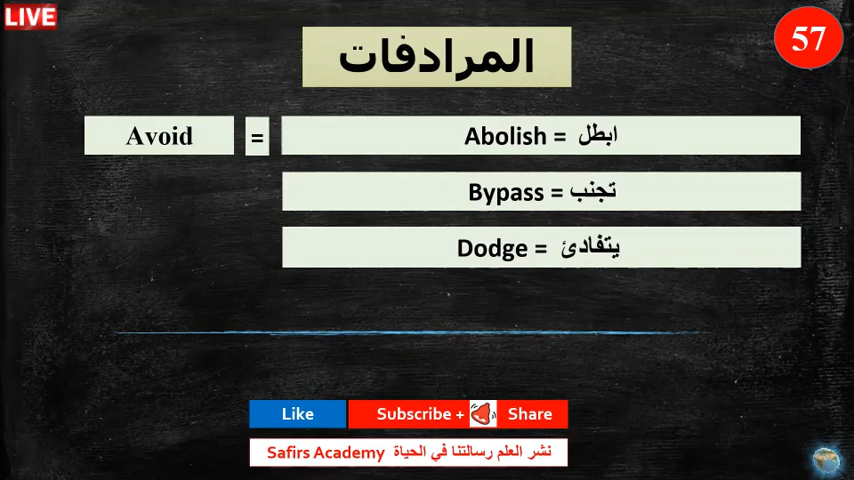 LIVE
57
المرادفات
Avoid = Abolish = ابطل
Bypass = تجنب
Dodge = يتفادئ
Like Subscribe + Share
Safirs Academy نشر العلم رسالتنا في الحياة